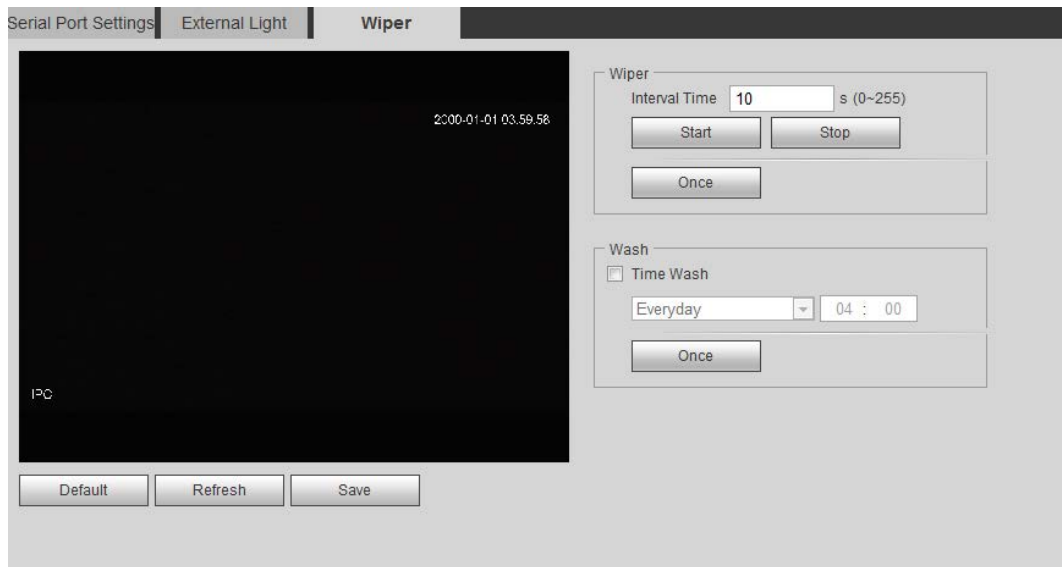 Serial Port Settings External Light Wiper
2000-01-01 03:59:58
IPC
Default Refresh Save
Wiper
Interval Time 10 s (0~255)
Start Stop
Once
Wash
Time Wash
Everyday 04 : 00
Once